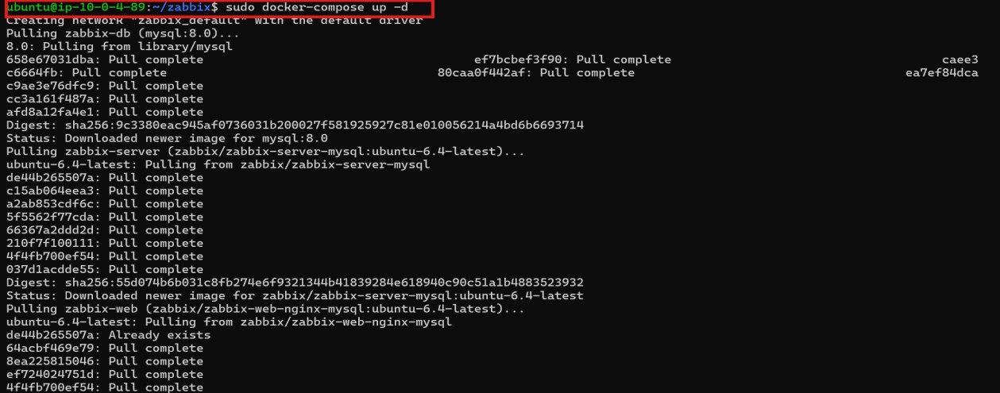 ubuntu@ip-10-0-4-89:~/zabbix$ sudo docker-compose up -d
Creating network "zabbix_default" with the default driver
Pulling zabbix-db (mysql:8.0)...
8.0: Pulling from library/mysql
658e67031dba: Pull complete ef7bcbef3f90: Pull complete caee3
c6664fb: Pull complete 80caa0f442af: Pull complete ea7ef84dca
c9ae3e76dfc9: Pull complete
cc3a161f487a: Pull complete
afd8a12fa4e1: Pull complete
Digest: sha256:9c3380eac945af0736031b200027f581925927c81e010056214a4bd6b6693714
Status: Downloaded newer image for mysql:8.0
Pulling zabbix-server (zabbix/zabbix-server-mysql:ubuntu-6.4-latest)...
ubuntu-6.4-latest: Pulling from zabbix/zabbix-server-mysql
de44b265507a: Pull complete
c15ab064eea3: Pull complete
a2ab853cdf6c: Pull complete
5f5562f77cda: Pull complete
66367a2ddd2d: Pull complete
210f7f100111: Pull complete
4f4fb700ef54: Pull complete
037d1acdde55: Pull complete
Digest: sha256:55d074b6b031c8fb274e6f9321344b41839284e618940c90c51a1b4883523932
Status: Downloaded newer image for zabbix/zabbix-server-mysql:ubuntu-6.4-latest
Pulling zabbix-web (zabbix/zabbix-web-nginx-mysql:ubuntu-6.4-latest)...
ubuntu-6.4-latest: Pulling from zabbix/zabbix-web-nginx-mysql
de44b265507a: Already exists
64acbf469e79: Pull complete
8ea225815046: Pull complete
ef724024751d: Pull complete
4f4fb700ef54: Pull complete